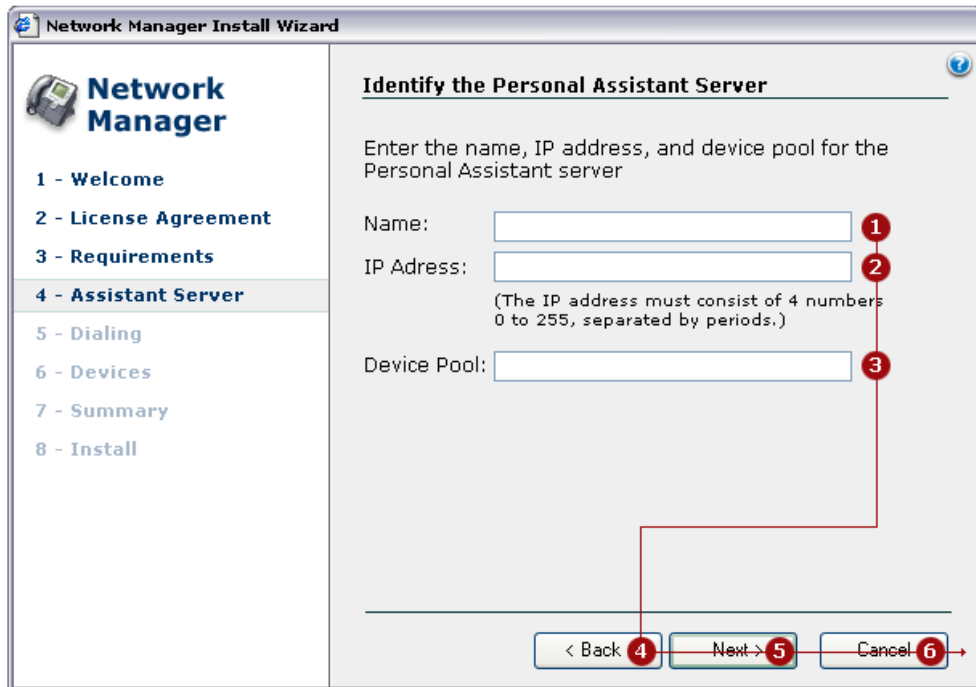 Network Manager Install Wizard
Network
Manager
1 - Welcome
2 - License Agreement
3 - Requirements
4 - Assistant Server
5 - Dialing
6 - Devices
7 - Summary
8 - Install
?
Identify the Personal Assistant Server
Enter the name, IP address, and device pool for the
Personal Assistant server
Name:
1
IP Adress:
2
(The IP address must consist of 4 numbers
0 to 255, separated by periods.)
Device Pool:
3
< Back 4
Next > 5
Cancel 6